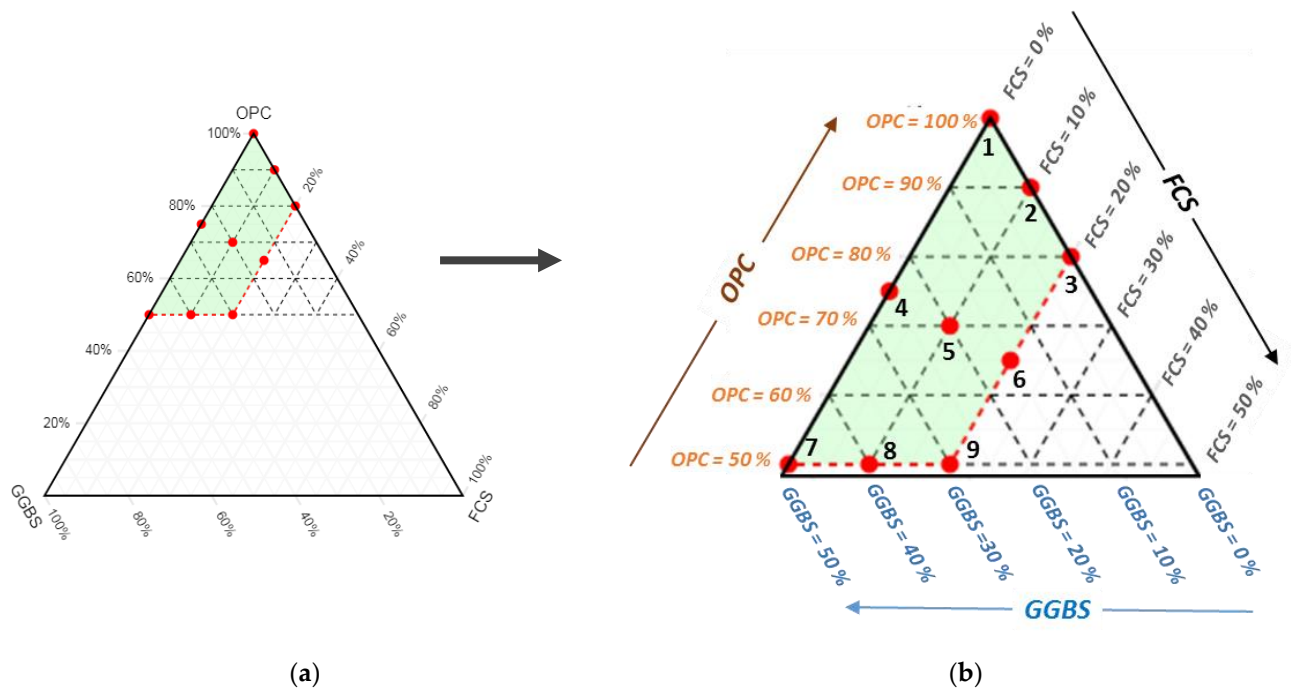 OPC
100%
80%
60%
40%
20%
20%
40%
60%
80%
100%
GGBS
100%
80%
60%
40%
20%
FCS
(a)
OPC
OPC = 100 %
OPC = 90 %
OPC = 80 %
OPC = 70 %
OPC = 60 %
OPC = 50 %
FCS = 0%
FCS = 10 %
FCS = 20 %
FCS = 30 %
FCS = 40 %
FCS = 50 %
FCS
1
2
3
4
5
6
7
8
9
GGBS = 50 %
GGBS = 40 %
GGBS =30 %
GGBS = 20 %
GGBS = 10 %
GGBS = 0%
GGBS
(b)